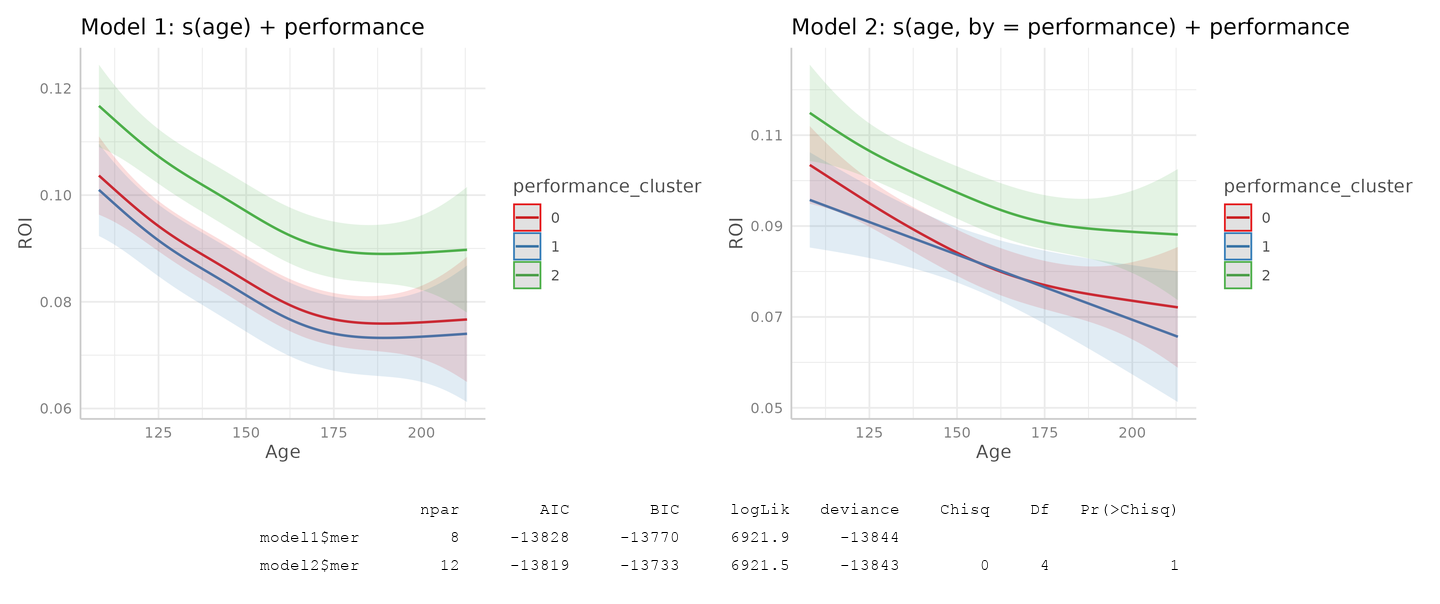 Model 1: s(age) + performance
0.12
0.10
0.08
0.06
ROI
125 150 175 200
Age
performance_cluster
0
1
2
Model 2: s(age, by = performance) + performance
0.11
0.09
0.07
0.05
ROI
125 150 175 200
Age
performance_cluster
0
1
2
npar AIC BIC logLik deviance Chisq Df Pr(>Chisq)
model1$mer 8 -13828 -13770 6921.9 -13844
model2$mer 12 -13819 -13733 6921.5 -13843 0 4 1